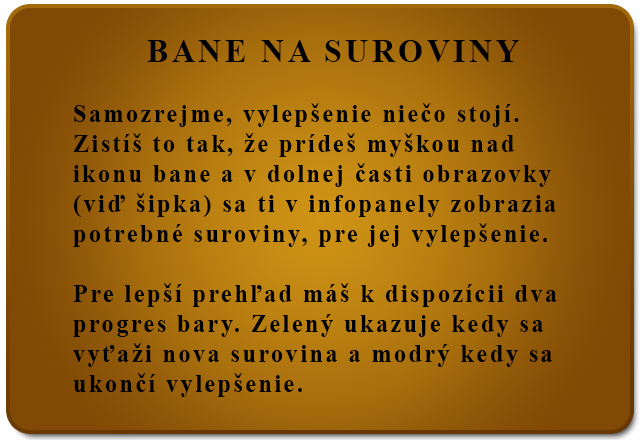 BANE NA SUROVINY
Samozrejme, vylepšenie niečo stojí.
Zistíš to tak, že prídeš myškou nad
ikonu bane a v dolnej časti obrazovky
(viď šipka) sa ti v infopanely zobrazia
potrebné suroviny, pre jej vylepšenie.
Pre lepší prehľad máš k dispozícii dva
progres bary. Zelený ukazuje kedy sa
vyťaži nova surovina a modrý kedy sa
ukončí vylepšenie.